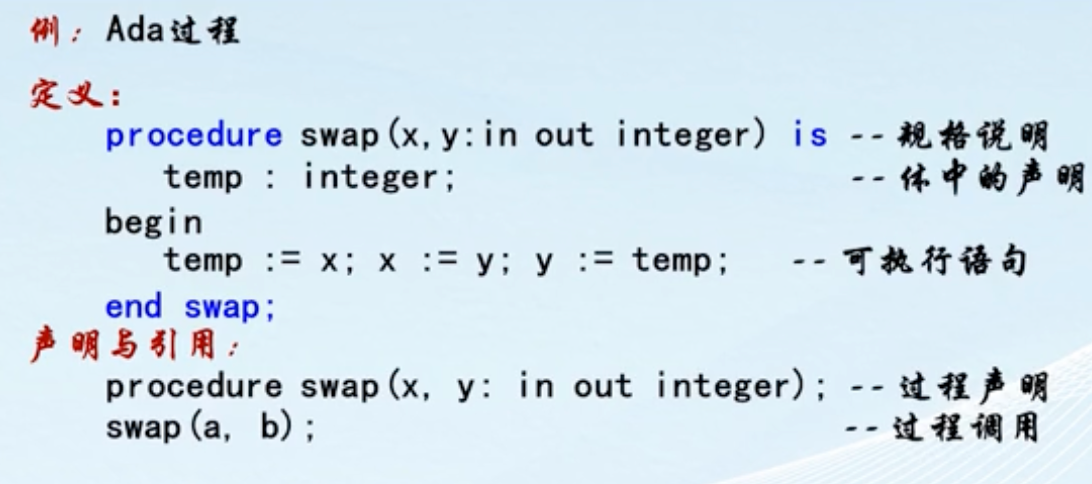 例：Ada过程
定义：
procedure swap(x,y:in out integer) is --规格说明
temp : integer; --体中的声明
begin
temp := x; x := y; y := temp; --可执行语句
end swap;
声明与引用：
procedure swap(x, y: in out integer); --过程声明
swap(a, b); --过程调用